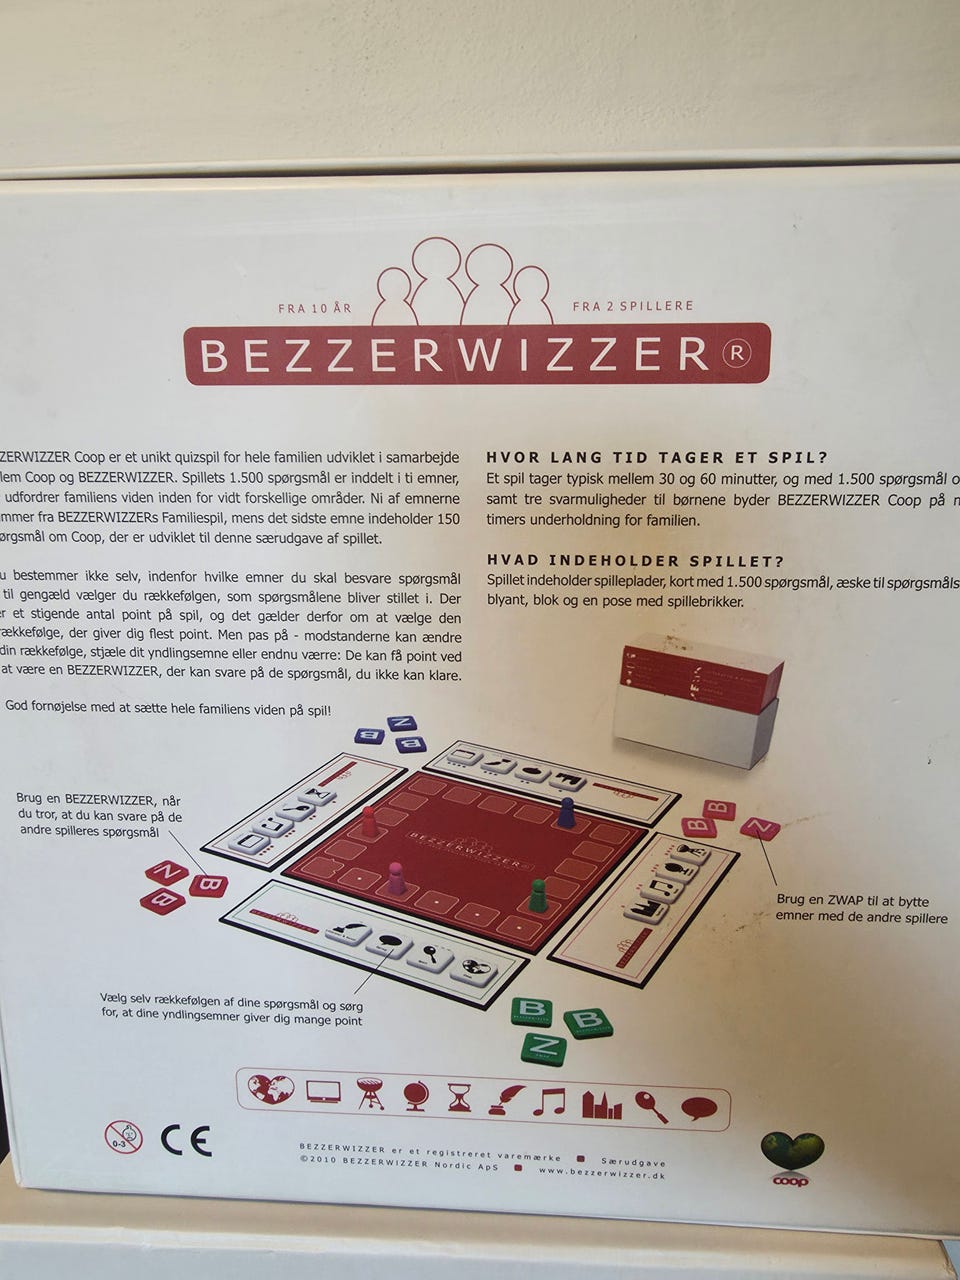 FRA 10 ÅR
FRA 2 SPILLERE
BEZZERWIZZER ®
ZERWIZZER Coop er et unikt quizspil for hele familien udviklet i samarbejde
lem Coop og BEZZERWIZZER. Spillets 1.500 spørgsmål er inddelt i ti emner,
udfordrer familiens viden inden for vidt forskellige områder. Ni af emnerne
mmer fra BEZZERWIZZERs Familiespil, mens det sidste emne indeholder 150
ørgsmål om Coop, der er udviklet til denne særudgave af spillet.
u bestemmer ikke selv, indenfor hvilke emner du skal besvare spørgsmål
til gengæld vælger du rækkefølgen, som spørgsmålene bliver stillet i. Der
er et stigende antal point på spil, og det gælder derfor om at vælge den
rækkefølge, der giver dig flest point. Men pas på - modstanderne kan ændre
din rækkefølge, stjæle dit yndlingsemne eller endnu værre: De kan få point ved
at være en BEZZERWIZZER, der kan svare på de spørgsmål, du ikke kan klare.
God fornøjelse med at sætte hele familiens viden på spil!
HVOR LANG TID TAGER ET SPIL?
Et spil tager typisk mellem 30 og 60 minutter, og med 1.500 spørgsmål o
samt tre svarmuligheder til børnene byder BEZZERWIZZER Coop på m
timers underholdning for familien.
HVAD INDEHOLDER SPILLET?
Spillet indeholder spilleplader, kort med 1.500 spørgsmål, æske til spørgsmåls
blyant, blok og en pose med spillebrikker.
Z
B
B
Brug en BEZZERWIZZER, når
du tror, at du kan svare på de
andre spilleres spørgsmål
Z
B
B
BEZZERWIZZER
B
B
Z
Brug en ZWAP til at bytte
emner med de andre spillere
Vælg selv rækkefølgen af dine spørgsmål og sørg
for, at dine yndlingsemner giver dig mange point
B
B
Z
0-3
CE
BEZZERWIZZER er et registreret varemærke ■ Særudgave
©2010 BEZZERWIZZER Nordic ApS ■ www.bezzerwizzer.dk
coop